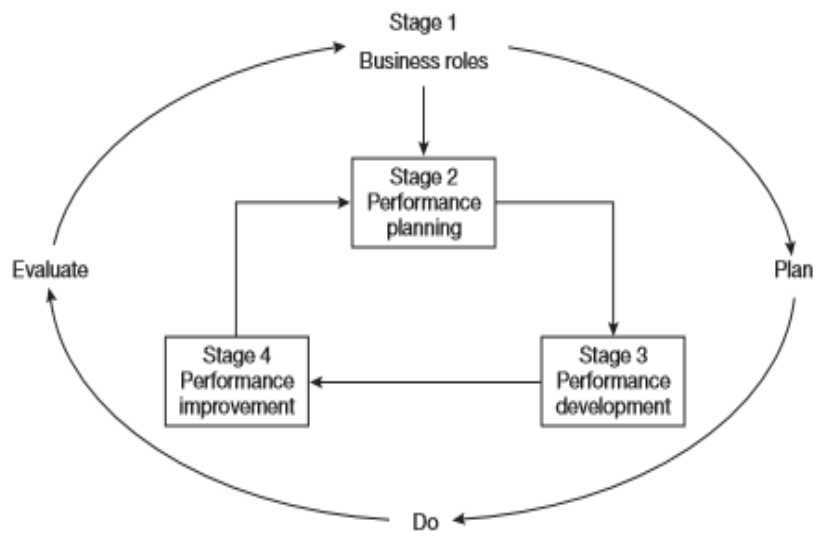 Stage 1
Business roles
Stage 2
Performance
planning
Evaluate
Plan
Stage 4
Performance
improvement
Stage 3
Performance
development
Do